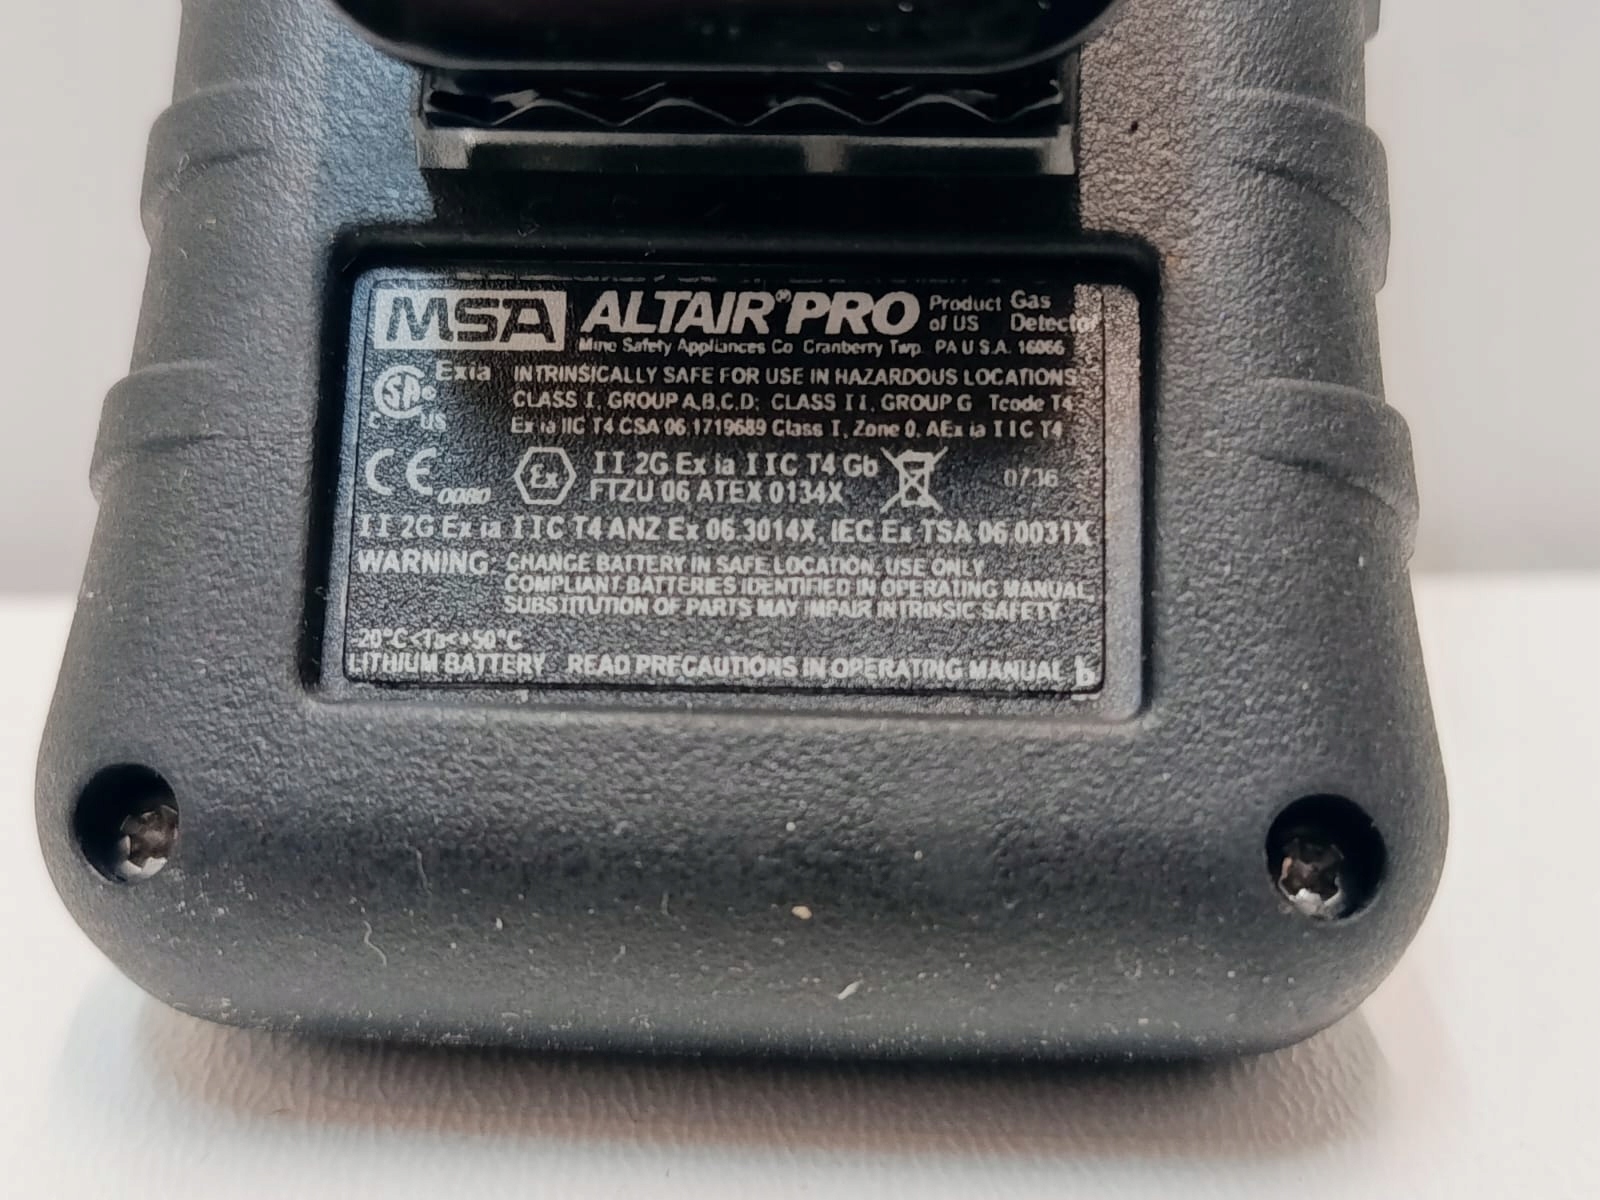 MSA ALTAIR® PRO Product of US Gas Detector
Mine Safety Appliances Co Cranberry Twp. PA U.S.A. 16066
SA® C US Exia INTRINSICALLY SAFE FOR USE IN HAZARDOUS LOCATIONS
CLASS I, GROUP A,B,C,D; CLASS II, GROUP G Tcode T4
Ex ia IIC T4 CSA 06.1719689 Class I, Zone 0, AEx ia IIC T4
CE 0080 Ex II 2G Ex ia IIC T4 Gb
FTZU 06 ATEX 0134X
II 2G Ex ia IIC T4 ANZ Ex 06.3014X, IEC Ex TSA 06.0031X
WARNING: CHANGE BATTERY IN SAFE LOCATION, USE ONLY
COMPLIANT BATTERIES IDENTIFIED IN OPERATING MANUAL,
SUBSTITUTION OF PARTS MAY IMPAIR INTRINSIC SAFETY
-20°C<Ta<+50°C
LITHIUM BATTERY READ PRECAUTIONS IN OPERATING MANUAL b